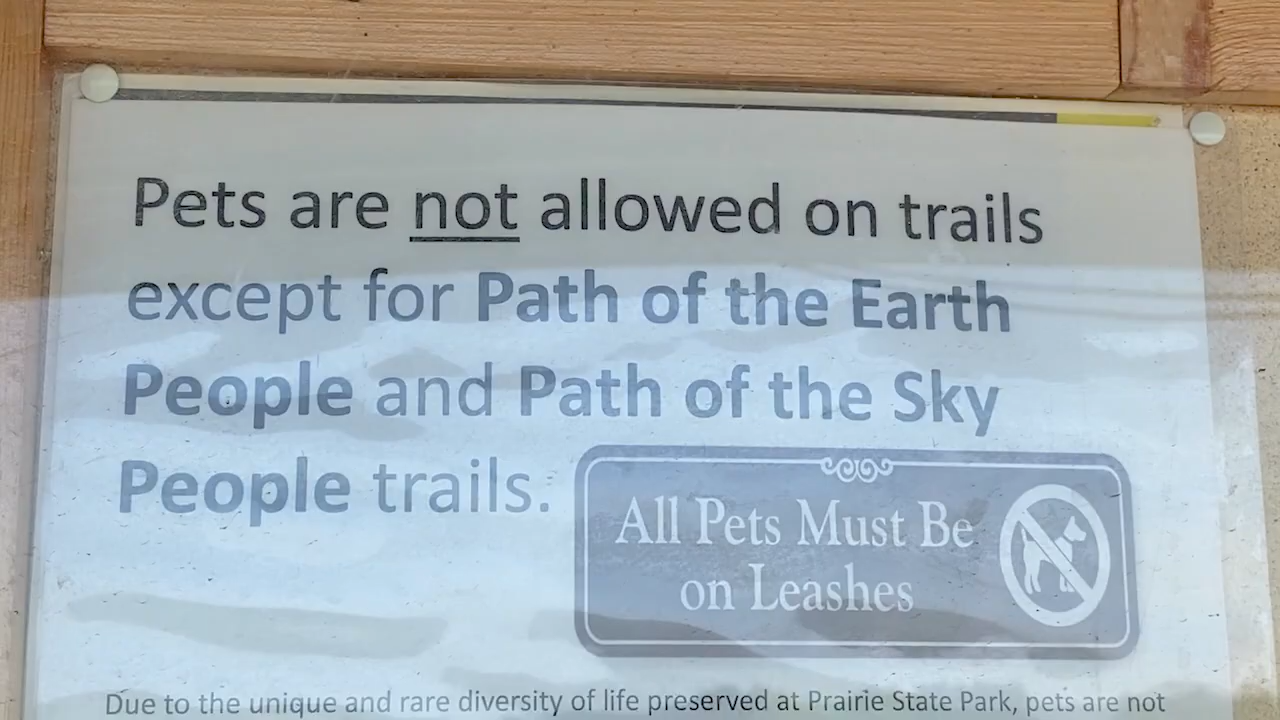 Pets are not allowed on trails
except for Path of the Earth
People and Path of the Sky
People trails.
All Pets Must Be
on Leashes
Due to the unique and rare diversity of life preserved at Prairie State Park, pets are not